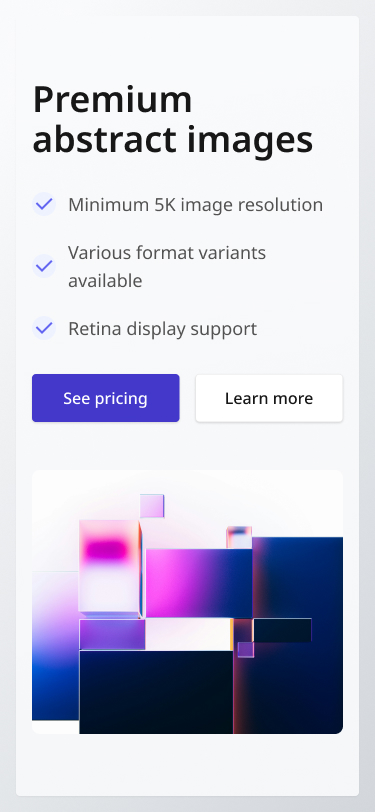 Premium
abstract images
Minimum 5K image resolution
Various format variants
available
Retina display support
See pricing
Learn more